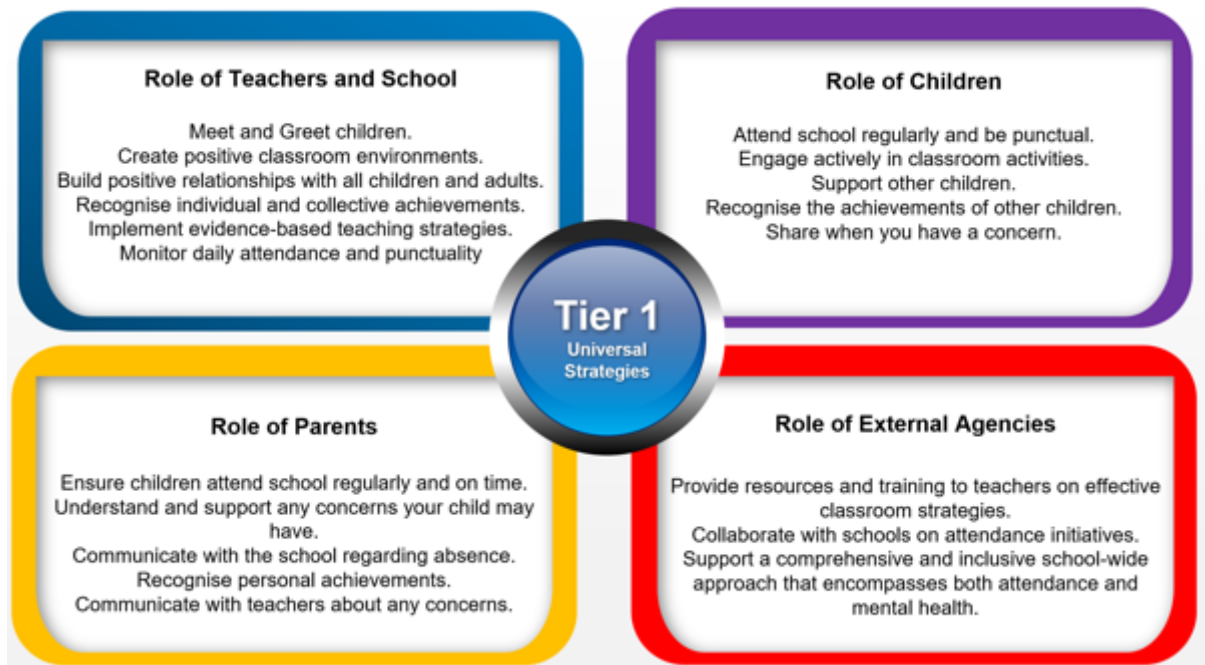 Role of Teachers and School
Meet and Greet children.
Create positive classroom environments.
Build positive relationships with all children and adults.
Recognise individual and collective achievements.
Implement evidence-based teaching strategies.
Monitor daily attendance and punctuality
Role of Children
Attend school regularly and be punctual.
Engage actively in classroom activities.
Support other children.
Recognise the achievements of other children.
Share when you have a concern.
Tier 1
Universal
Strategies
Role of Parents
Ensure children attend school regularly and on time.
Understand and support any concerns your child may
have.
Communicate with the school regarding absence.
Recognise personal achievements.
Communicate with teachers about any concerns.
Role of External Agencies
Provide resources and training to teachers on effective
classroom strategies.
Collaborate with schools on attendance initiatives.
Support a comprehensive and inclusive school-wide
approach that encompasses both attendance and
mental health.